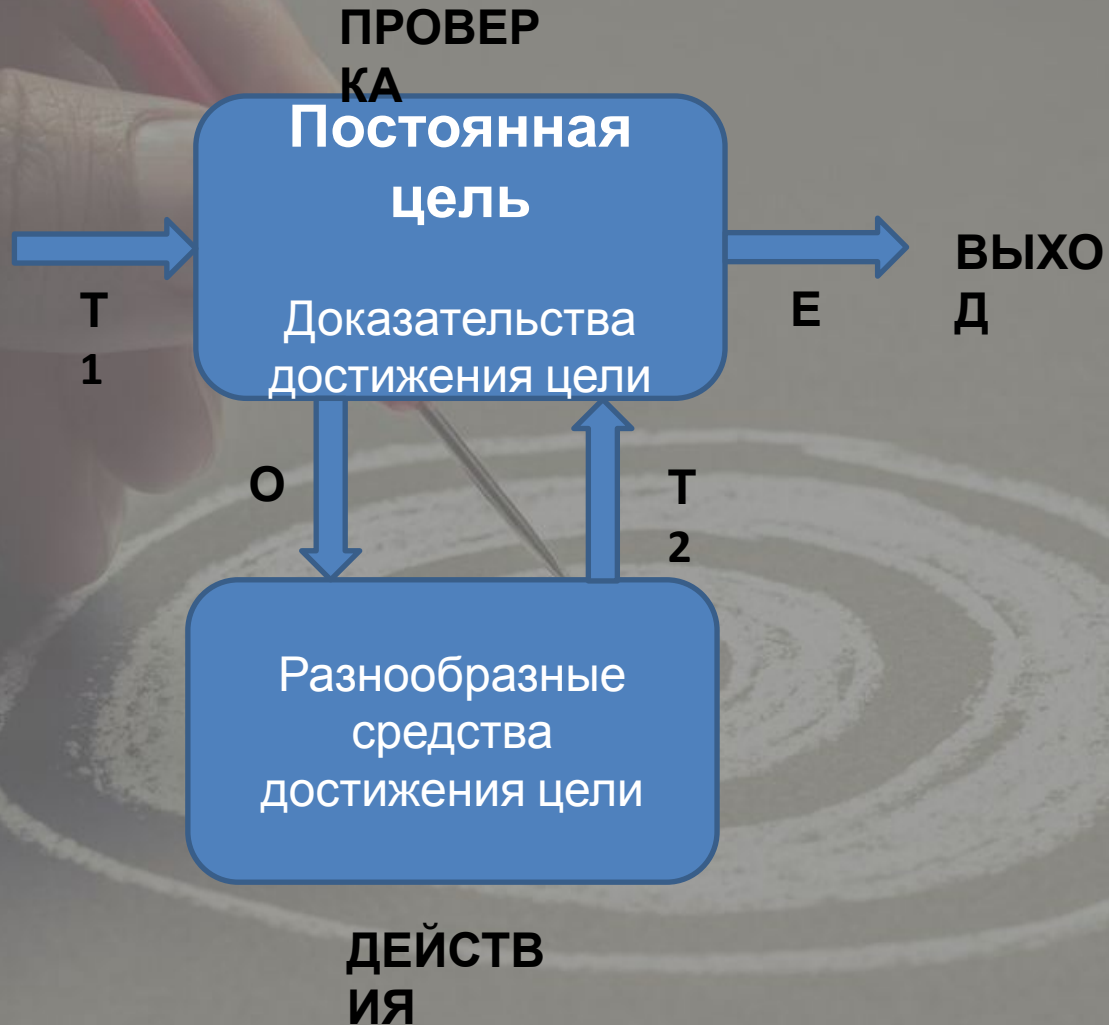 ПРОВЕР
КА
Постоянная
цель
Доказательства
достижения цели
Т
1
Е
ВЫХО
Д
О
Т
2
Разнообразные
средства
достижения цели
ДЕЙСТВ
ИЯ